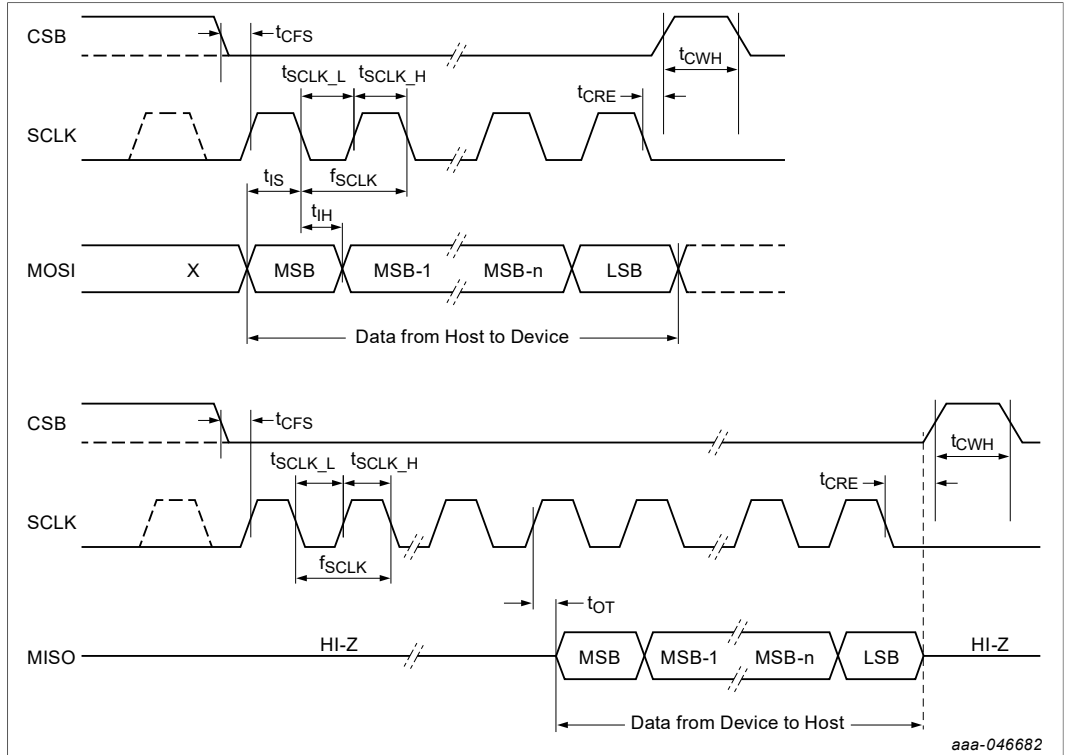 CSB
tCFS
tCWH
tSCLK_L
tSCLK_H
tCRE
SCLK
tIS
fSCLK
tIH
MOSI
X
MSB
MSB-1
MSB-n
LSB
Data from Host to Device
CSB
tCFS
tCWH
tSCLK_L
tSCLK_H
tCRE
SCLK
fSCLK
tOT
MISO
HI-Z
MSB
MSB-1
MSB-n
LSB
HI-Z
Data from Device to Host
aaa-046682